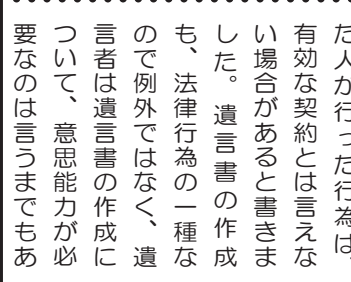 た人が行った行為は、
有効な契約とは言えな
い場合があると書きま
した。遺言書の作成
も、法律行為の一種な
ので例外ではなく、遺
言者は遺言書の作成に
ついて、意思能力が必
要なのは言うまでもあ